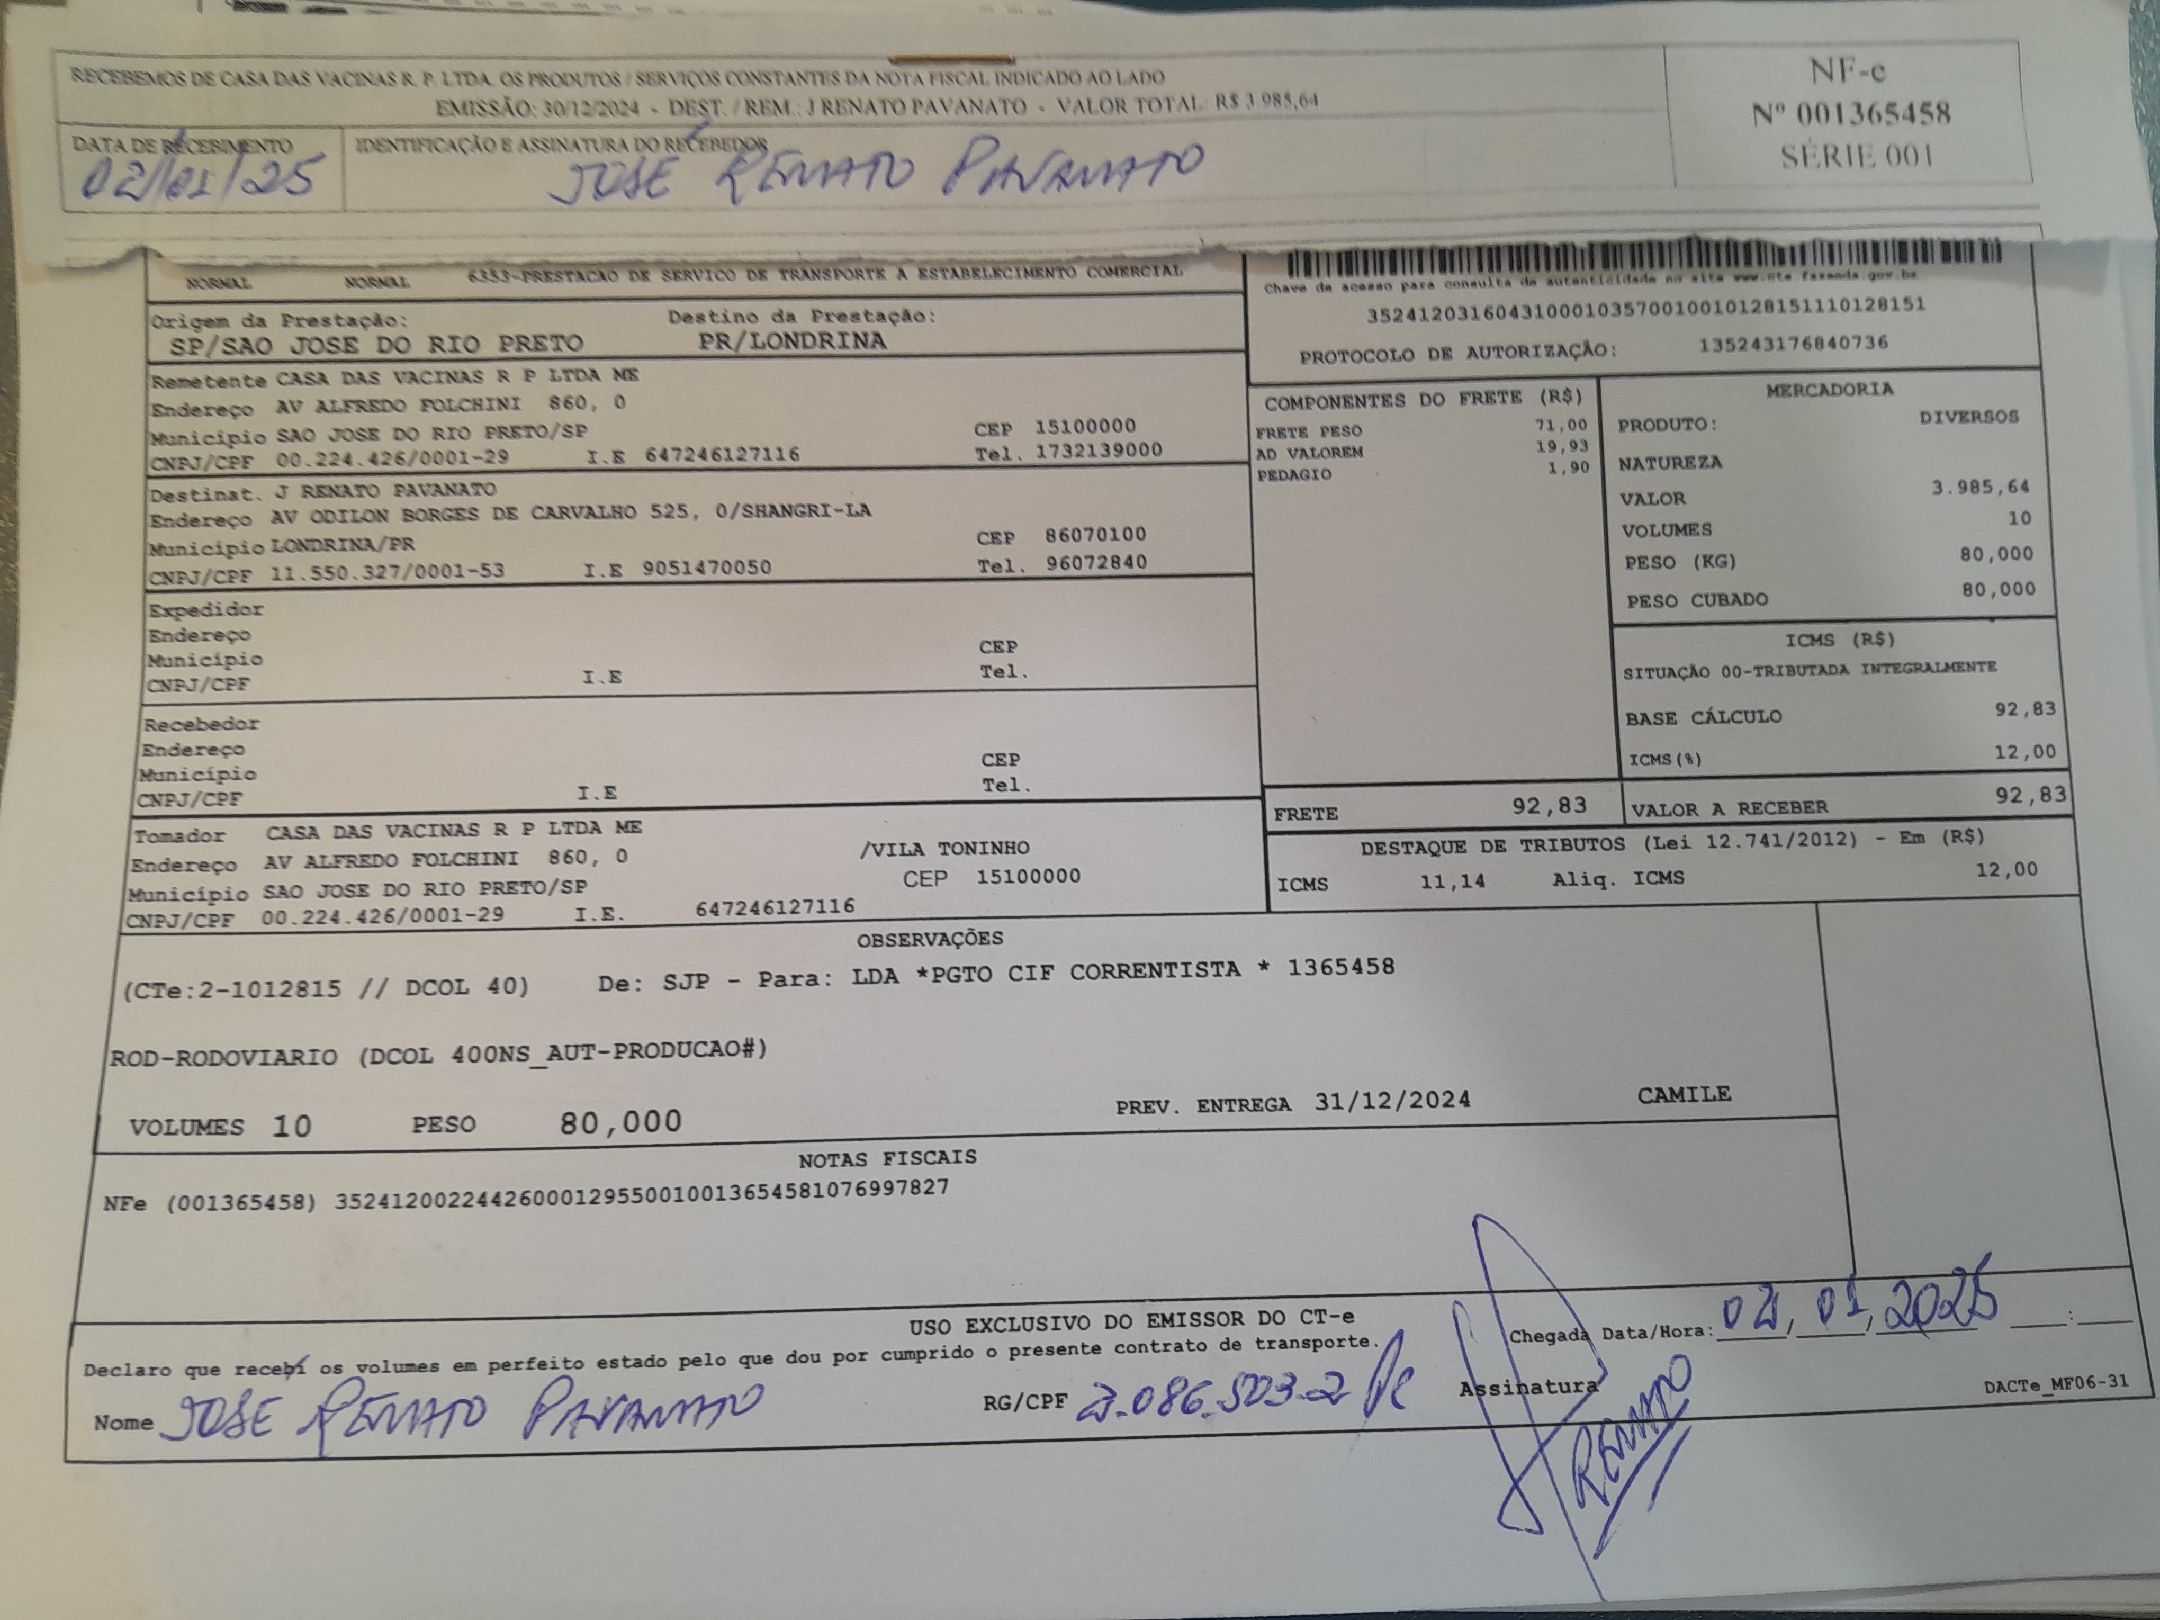 RECEBEMOS DE CASA DAS VACINAS R. P. LTDA. OS PRODUTOS / SERVIÇOS CONSTANTES DA NOTA FISCAL INDICADO AO LADO
EMISSÃO: 30/12/2024 - DEST. / REM.: J RENATO PAVANATO - VALOR TOTAL: R$ 3.985,64
NF-e
Nº 001365458
SÉRIE 001
DATA DE RECEBIMENTO
02/01/25
IDENTIFICAÇÃO E ASSINATURA DO RECEBEDOR
JOSÉ RENATO PAVANATO
NORMAL NORMAL 6353-PRESTACAO DE SERVICO DE TRANSPORTE A ESTABELECIMENTO COMERCIAL
Chave de acesso para consulta de autenticidade no site www.cte.fazenda.gov.br
35241203160431000103570010010128151110128151
PROTOCOLO DE AUTORIZAÇÃO: 135243176840736
Origem da Prestação: Destino da Prestação:
SP/SAO JOSE DO RIO PRETO PR/LONDRINA
Remetente CASA DAS VACINAS R P LTDA ME
Endereço AV ALFREDO FOLCHINI 860, 0
Município SAO JOSE DO RIO PRETO/SP CEP 15100000
CNPJ/CPF 00.224.426/0001-29 I.E 647246127116 Tel. 1732139000
Destinat. J RENATO PAVANATO
Endereço AV ODILON BORGES DE CARVALHO 525, 0/SHANGRI-LA
Município LONDRINA/PR CEP 86070100
CNPJ/CPF 11.550.327/0001-53 I.E 9051470050 Tel. 96072840
Expedidor
Endereço
Município CEP
CNPJ/CPF I.E Tel.
Recebedor
Endereço
Município CEP
CNPJ/CPF I.E Tel.
Tomador CASA DAS VACINAS R P LTDA ME
Endereço AV ALFREDO FOLCHINI 860, 0 /VILA TONINHO
Município SAO JOSE DO RIO PRETO/SP CEP 15100000
CNPJ/CPF 00.224.426/0001-29 I.E. 647246127116
COMPONENTES DO FRETE (R$)
FRETE PESO 71,00
AD VALOREM 19,93
PEDAGIO 1,90
MERCADORIA
PRODUTO: DIVERSOS
NATUREZA
VALOR 3.985,64
VOLUMES 10
PESO (KG) 80,000
PESO CUBADO 80,000
ICMS (R$)
SITUAÇÃO 00-TRIBUTADA INTEGRALMENTE
BASE CÁLCULO 92,83
ICMS(%) 12,00
FRETE 92,83 VALOR A RECEBER 92,83
DESTAQUE DE TRIBUTOS (Lei 12.741/2012) - Em (R$)
ICMS 11,14 Aliq. ICMS 12,00
OBSERVAÇÕES
(CTe:2-1012815 // DCOL 40) De: SJP - Para: LDA *PGTO CIF CORRENTISTA * 1365458
ROD-RODOVIARIO (DCOL 400NS_AUT-PRODUCAO#)
VOLUMES 10 PESO 80,000 PREV. ENTREGA 31/12/2024 CAMILE
NOTAS FISCAIS
NFe (001365458) 35241200224426000129550010013654581076997827
USO EXCLUSIVO DO EMISSOR DO CT-e
Declaro que recebí os volumes em perfeito estado pelo que dou por cumprido o presente contrato de transporte.
Chegada Data/Hora: 02, 01, 2025 :
Nome JOSÉ RENATO PAVANATO RG/CPF Assinatura RENATO
DACTe_MF06-31